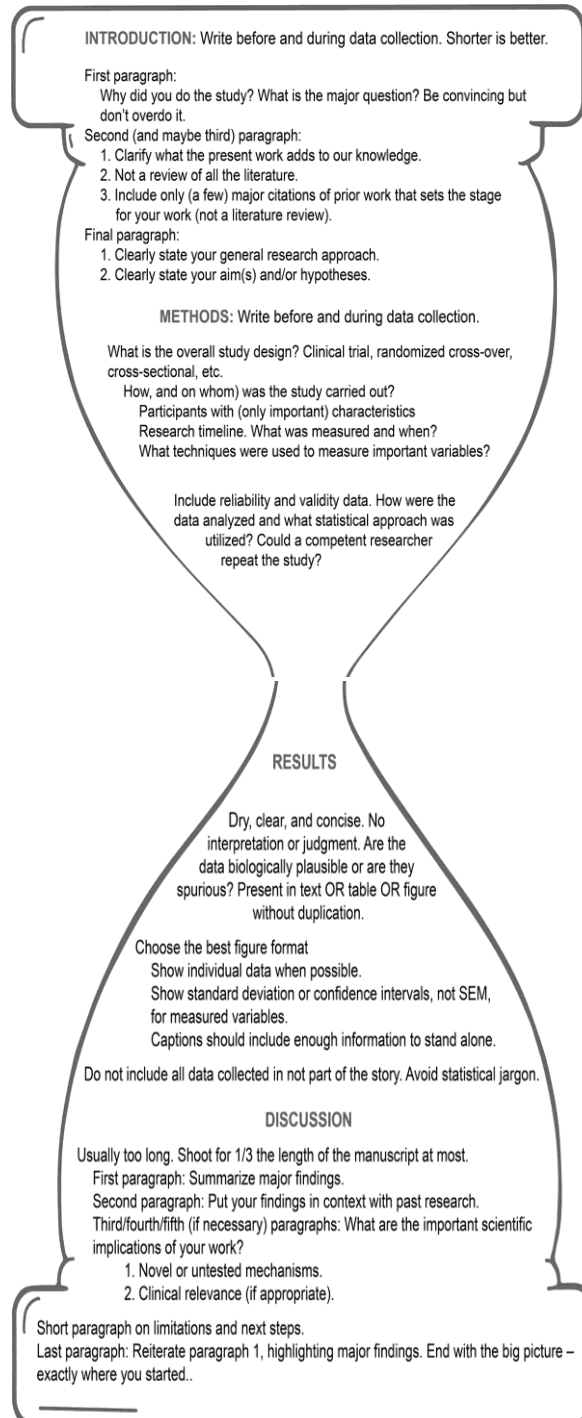 INTRODUCTION: Write before and during data collection. Shorter is better.
First paragraph:
Why did you do the study? What is the major question? Be convincing but
don't overdo it.
Second (and maybe third) paragraph:
1. Clarify what the present work adds to our knowledge.
2. Not a review of all the literature.
3. Include only (a few) major citations of prior work that sets the stage
for your work (not a literature review).
Final paragraph:
1. Clearly state your general research approach.
2. Clearly state your aim(s) and/or hypotheses.
METHODS: Write before and during data collection.
What is the overall study design? Clinical trial, randomized cross-over,
cross-sectional, etc.
How, and on whom) was the study carried out?
Participants with (only important) characteristics
Research timeline. What was measured and when?
What techniques were used to measure important variables?
Include reliability and validity data. How were the
data analyzed and what statistical approach was
utilized? Could a competent researcher
repeat the study?
RESULTS
Dry, clear, and concise. No
interpretation or judgment. Are the
data biologically plausible or are they
spurious? Present in text OR table OR figure
without duplication.
Choose the best figure format
Show individual data when possible.
Show standard deviation or confidence intervals, not SEM,
for measured variables.
Captions should include enough information to stand alone.
Do not include all data collected in not part of the story. Avoid statistical jargon.
DISCUSSION
Usually too long. Shoot for 1/3 the length of the manuscript at most.
First paragraph: Summarize major findings.
Second paragraph: Put your findings in context with past research.
Third/fourth/fifth (if necessary) paragraphs: What are the important scientific
implications of your work?
1. Novel or untested mechanisms.
2. Clinical relevance (if appropriate).
Short paragraph on limitations and next steps.
Last paragraph: Reiterate paragraph 1, highlighting major findings. End with the big picture –
exactly where you started..